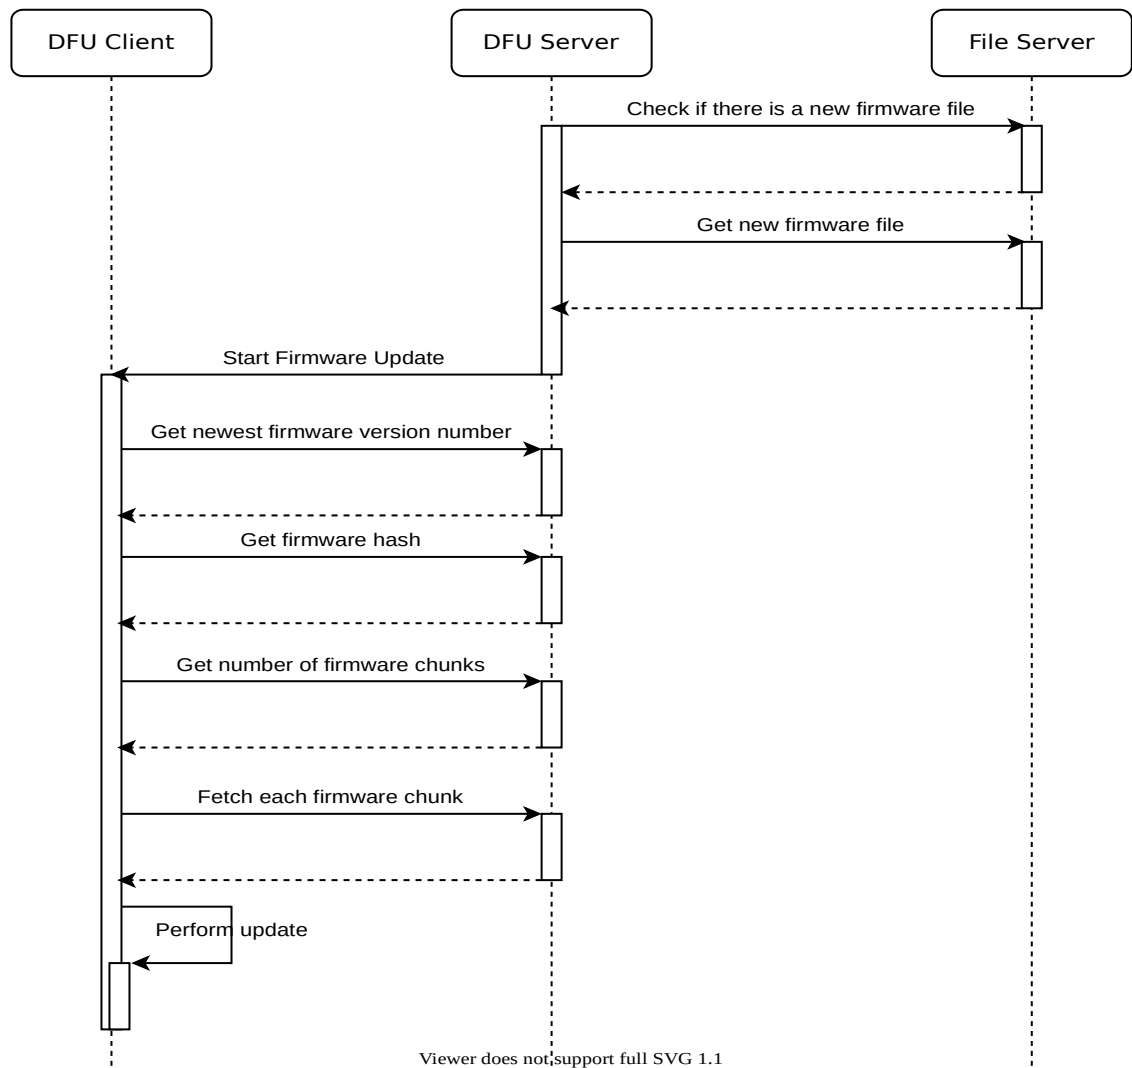 DFU Client
DFU Server
File Server
Check if there is a new firmware file
Get new firmware file
Start Firmware Update
Get newest firmware version number
Get firmware hash
Get number of firmware chunks
Fetch each firmware chunk
Perform update
Viewer does not support full SVG 1.1